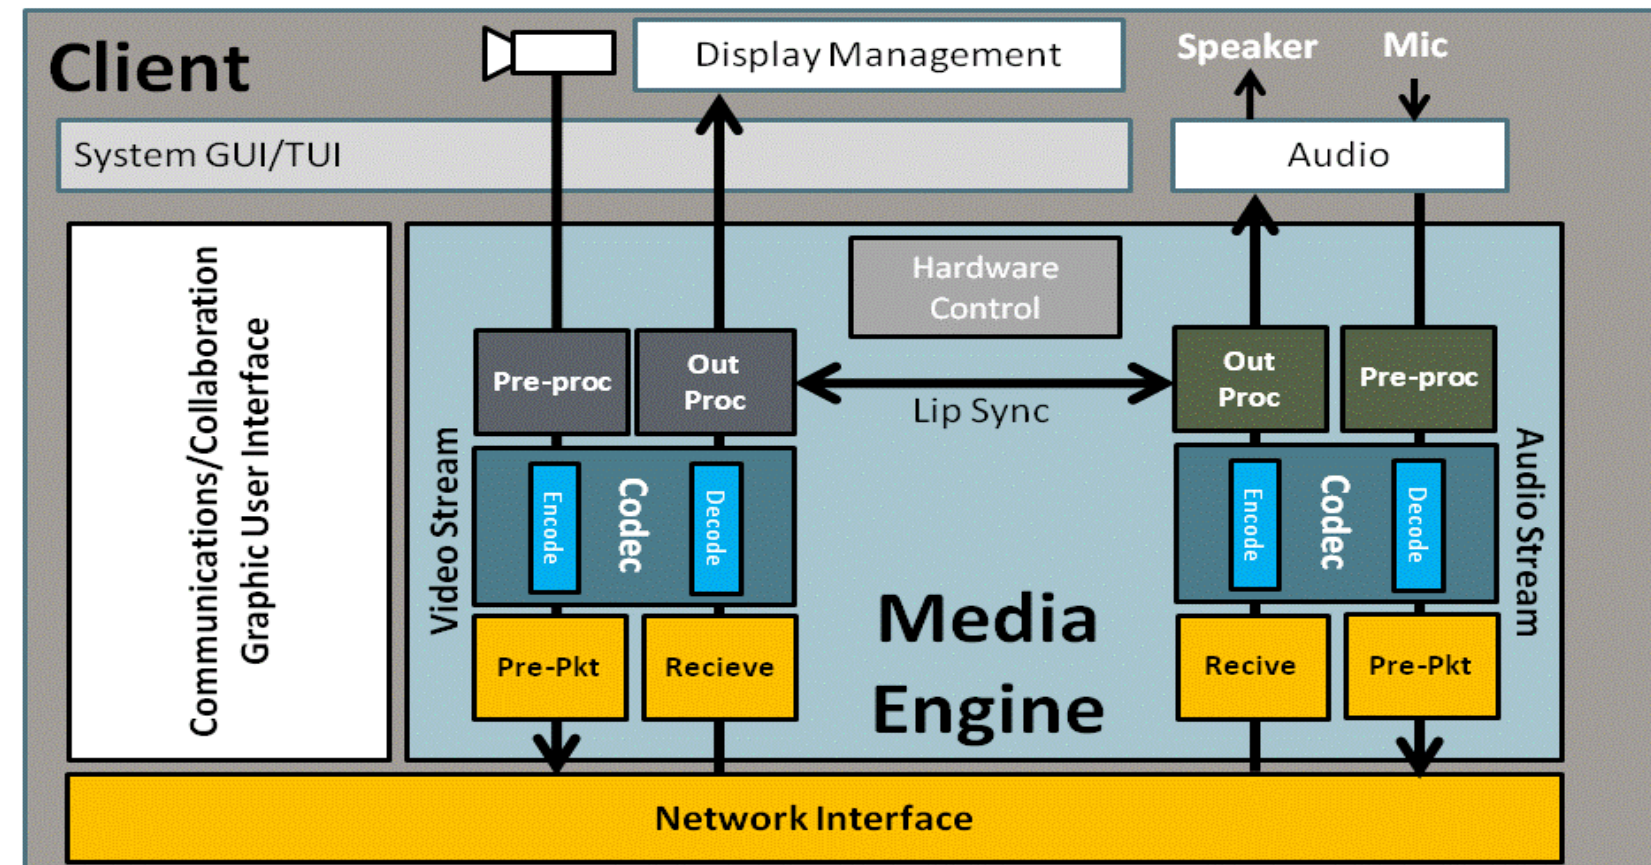 Client
Display Management
Speaker
Mic
System GUI/TUI
Audio
Communications/Collaboration
Graphic User Interface
Hardware
Control
Pre-proc
Out
Proc
Lip Sync
Out
Proc
Pre-proc
Video Stream
Encode
Codec
Decode
Encode
Codec
Decode
Audio Stream
Media
Engine
Pre-Pkt
Recieve
Recive
Pre-Pkt
Network Interface